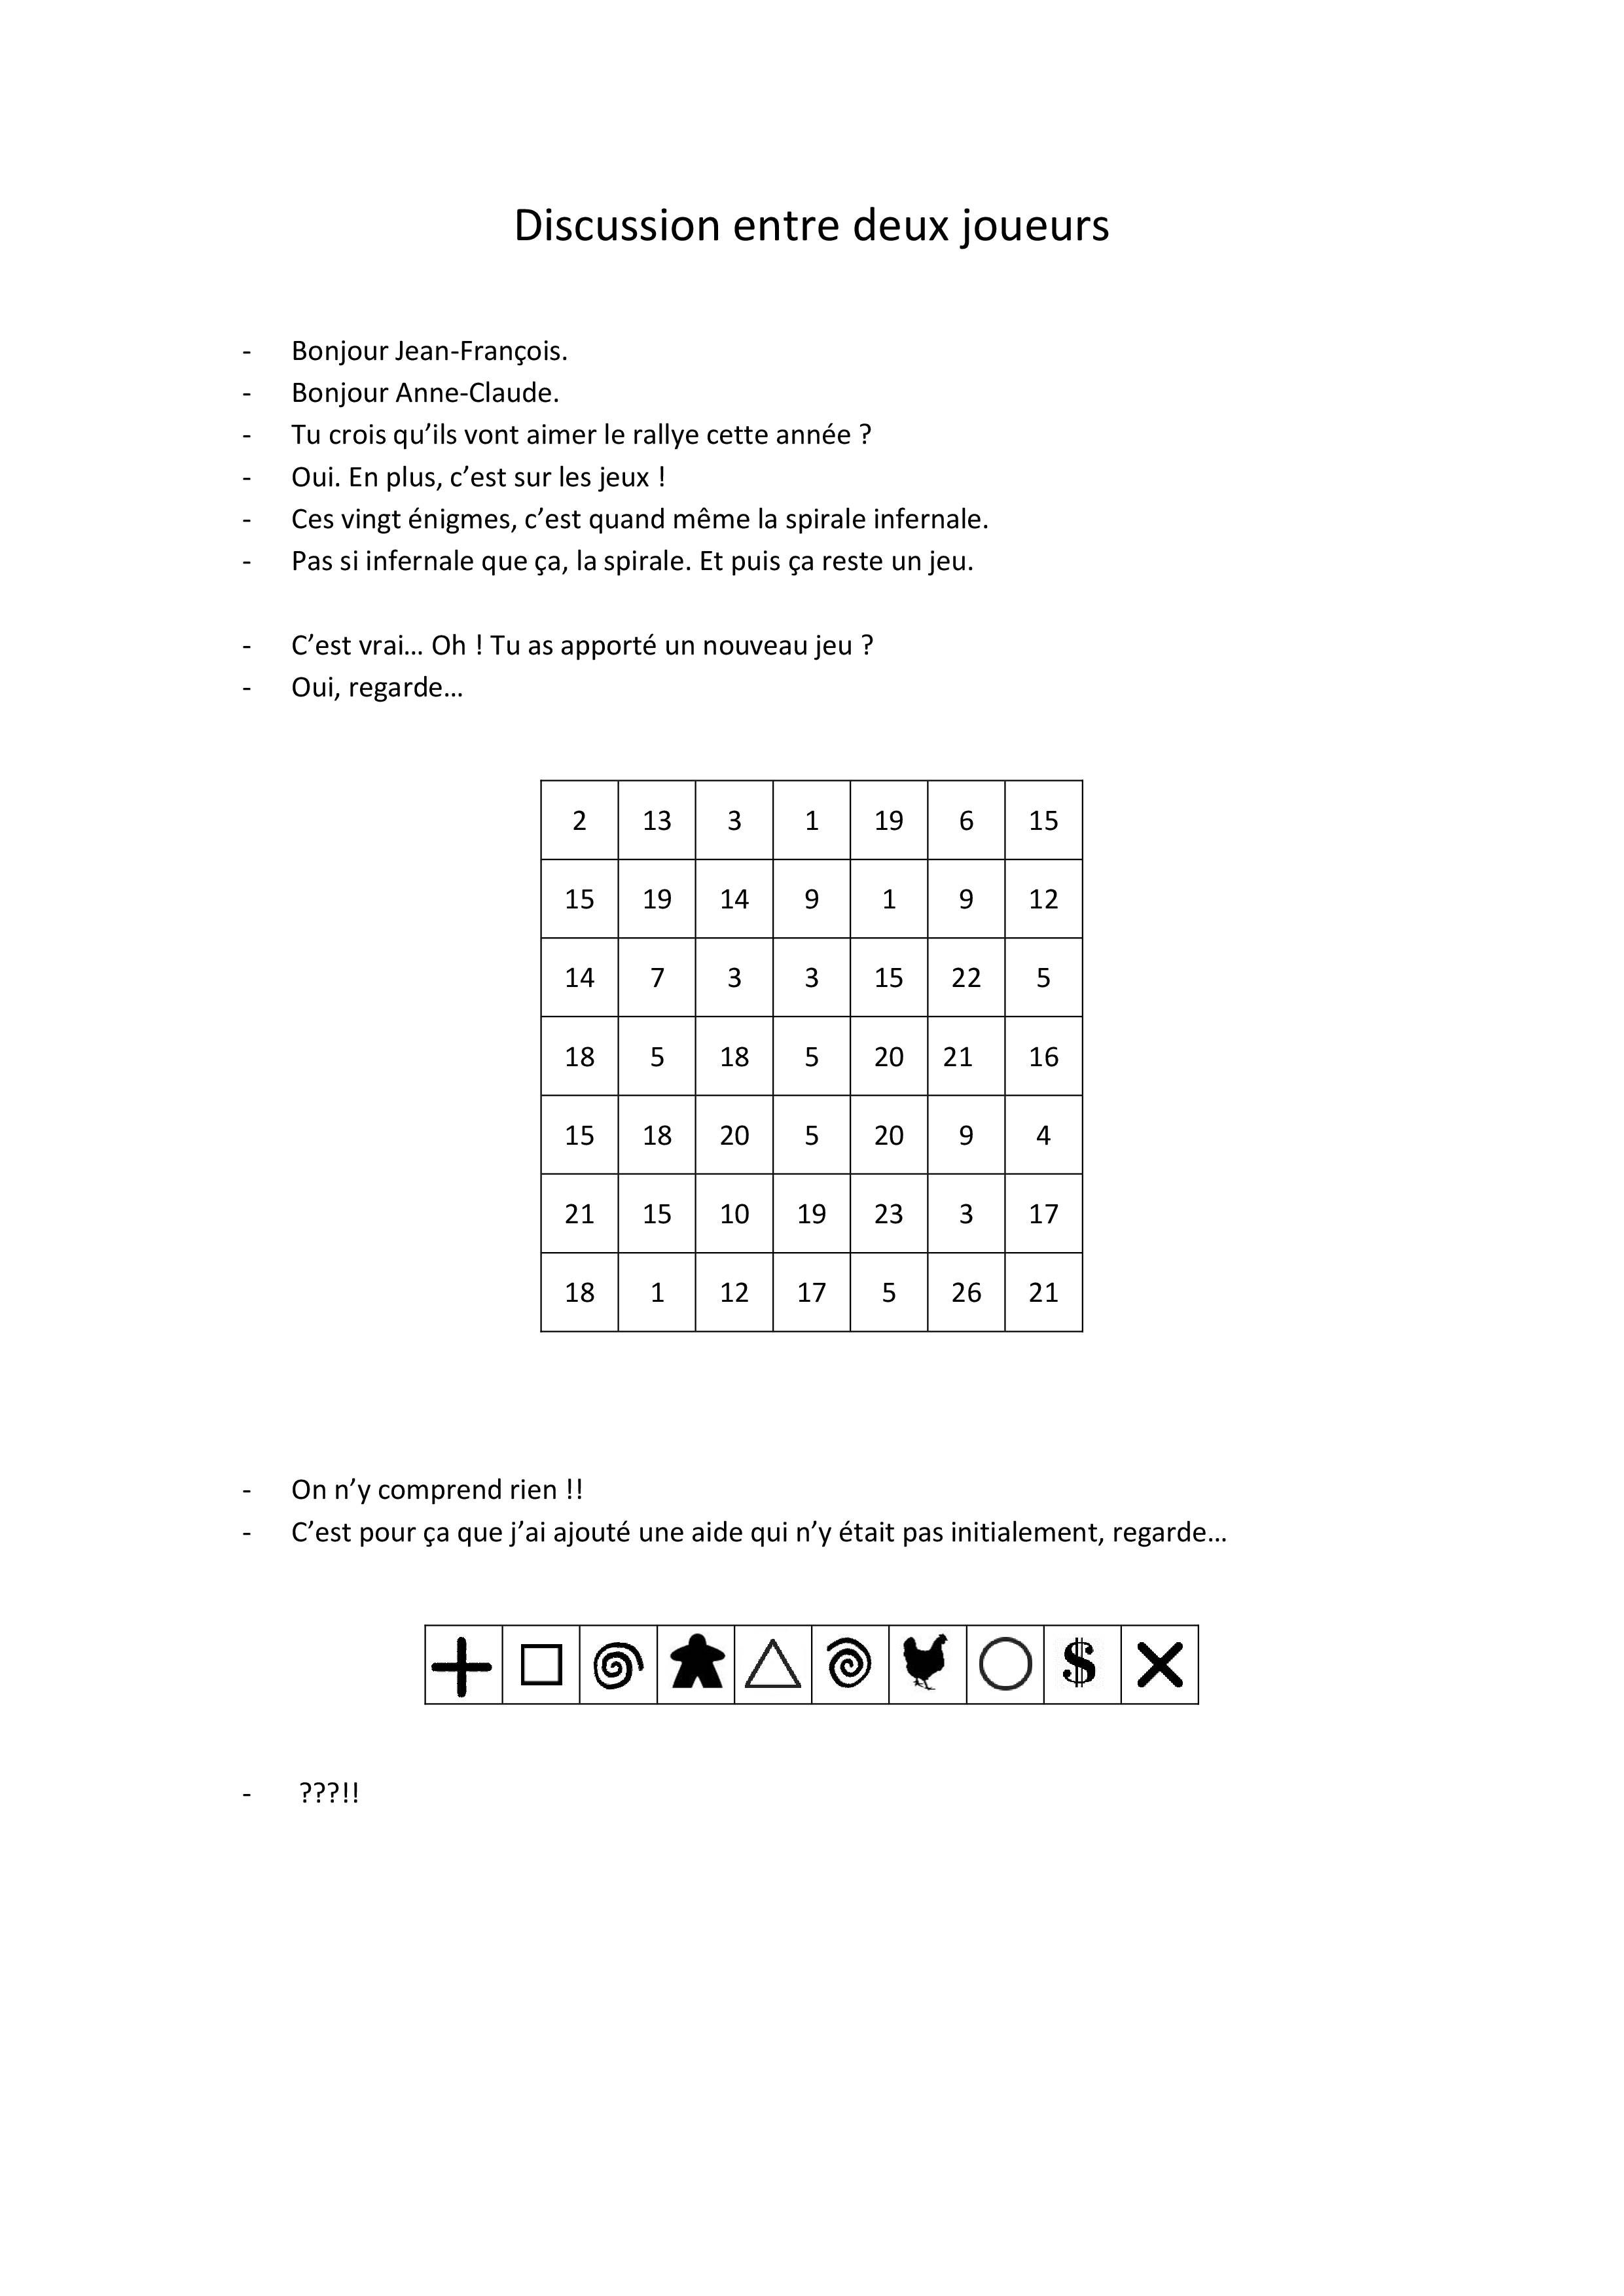 Discussion entre deux joueurs
- Bonjour Jean-François.
- Bonjour Anne-Claude.
- Tu crois qu’ils vont aimer le rallye cette année ?
- Oui. En plus, c’est sur les jeux !
- Ces vingt énigmes, c’est quand même la spirale infernale.
- Pas si infernale que ça, la spirale. Et puis ça reste un jeu.
- C’est vrai… Oh ! Tu as apporté un nouveau jeu ?
- Oui, regarde…
2 13 3 1 19 6 15
15 19 14 9 1 9 12
14 7 3 3 15 22 5
18 5 18 5 20 21 16
15 18 20 5 20 9 4
21 15 10 19 23 3 17
18 1 12 17 5 26 21
- On n’y comprend rien !!
- C’est pour ça que j’ai ajouté une aide qui n’y était pas initialement, regarde…
$
- ???!!